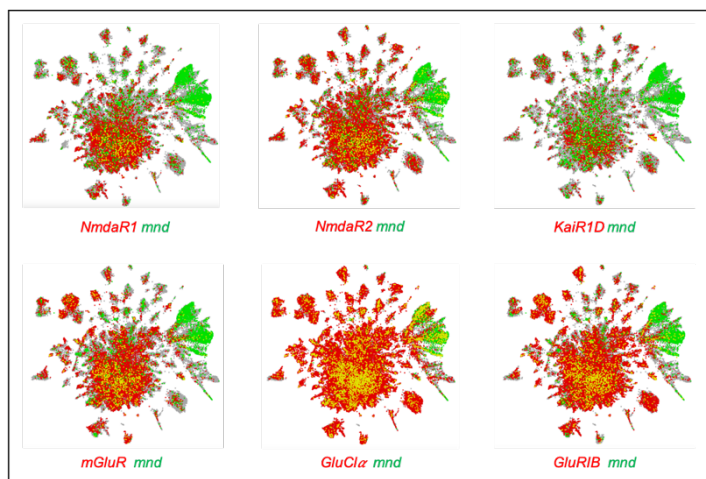 NmdaR1 mnd
NmdaR2 mnd
KaiR1D mnd
mGluR mnd
GluClα mnd
GluRIB mnd